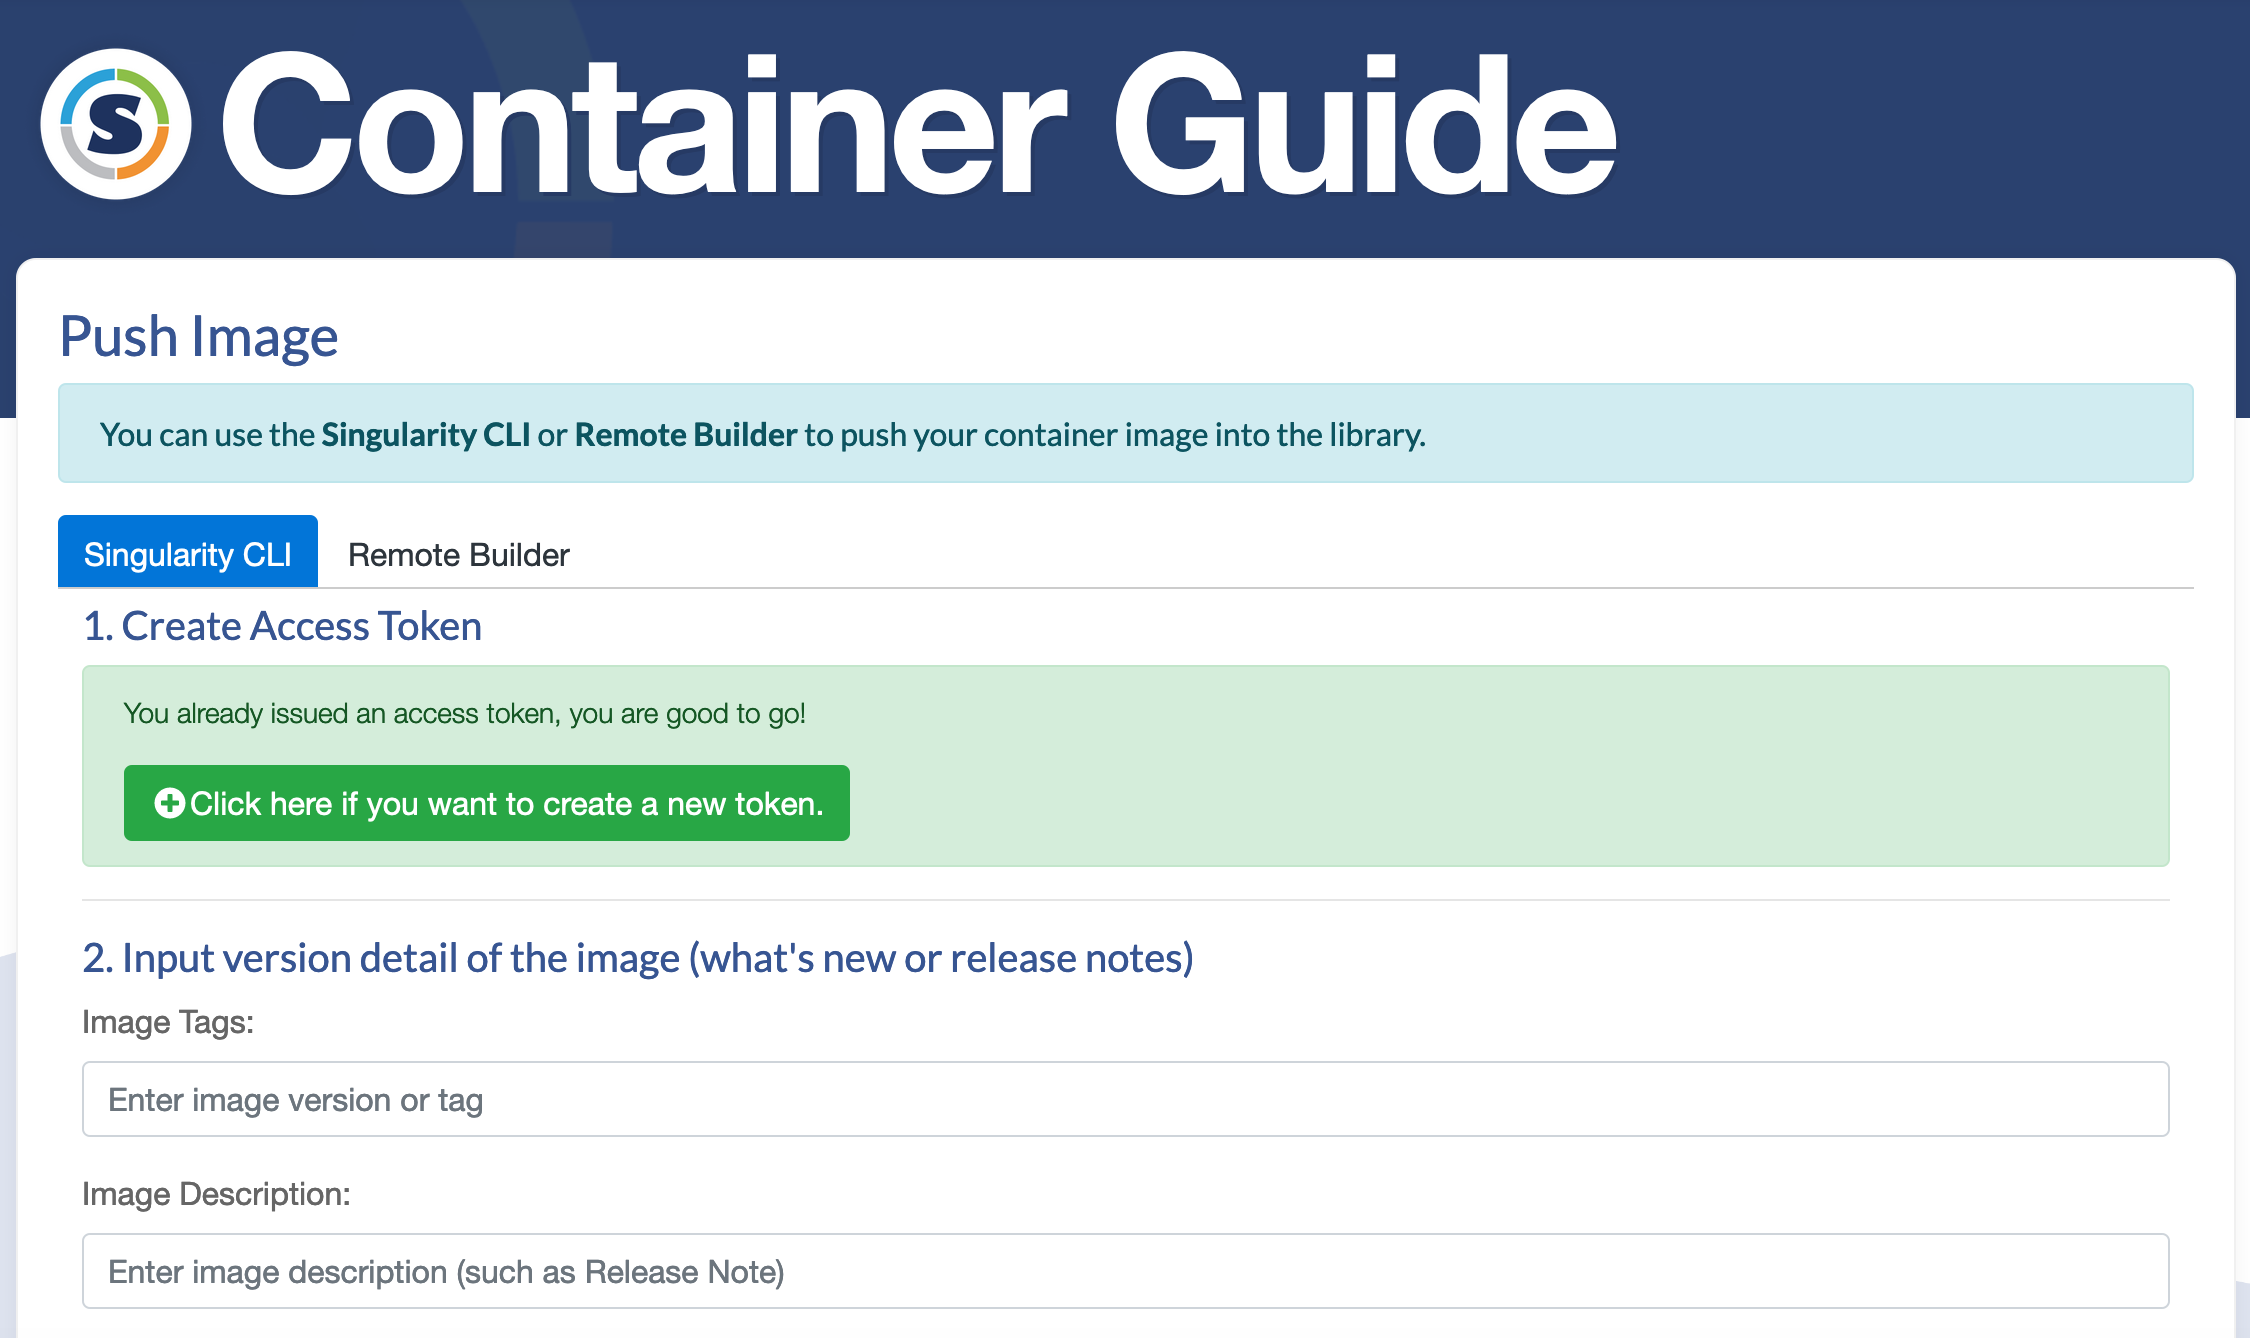 S Container Guide
Push Image
You can use the Singularity CLI or Remote Builder to push your container image into the library.
Singularity CLI Remote Builder
1. Create Access Token
You already issued an access token, you are good to go!
Click here if you want to create a new token.
2. Input version detail of the image (what's new or release notes)
Image Tags:
Enter image version or tag
Image Description:
Enter image description (such as Release Note)